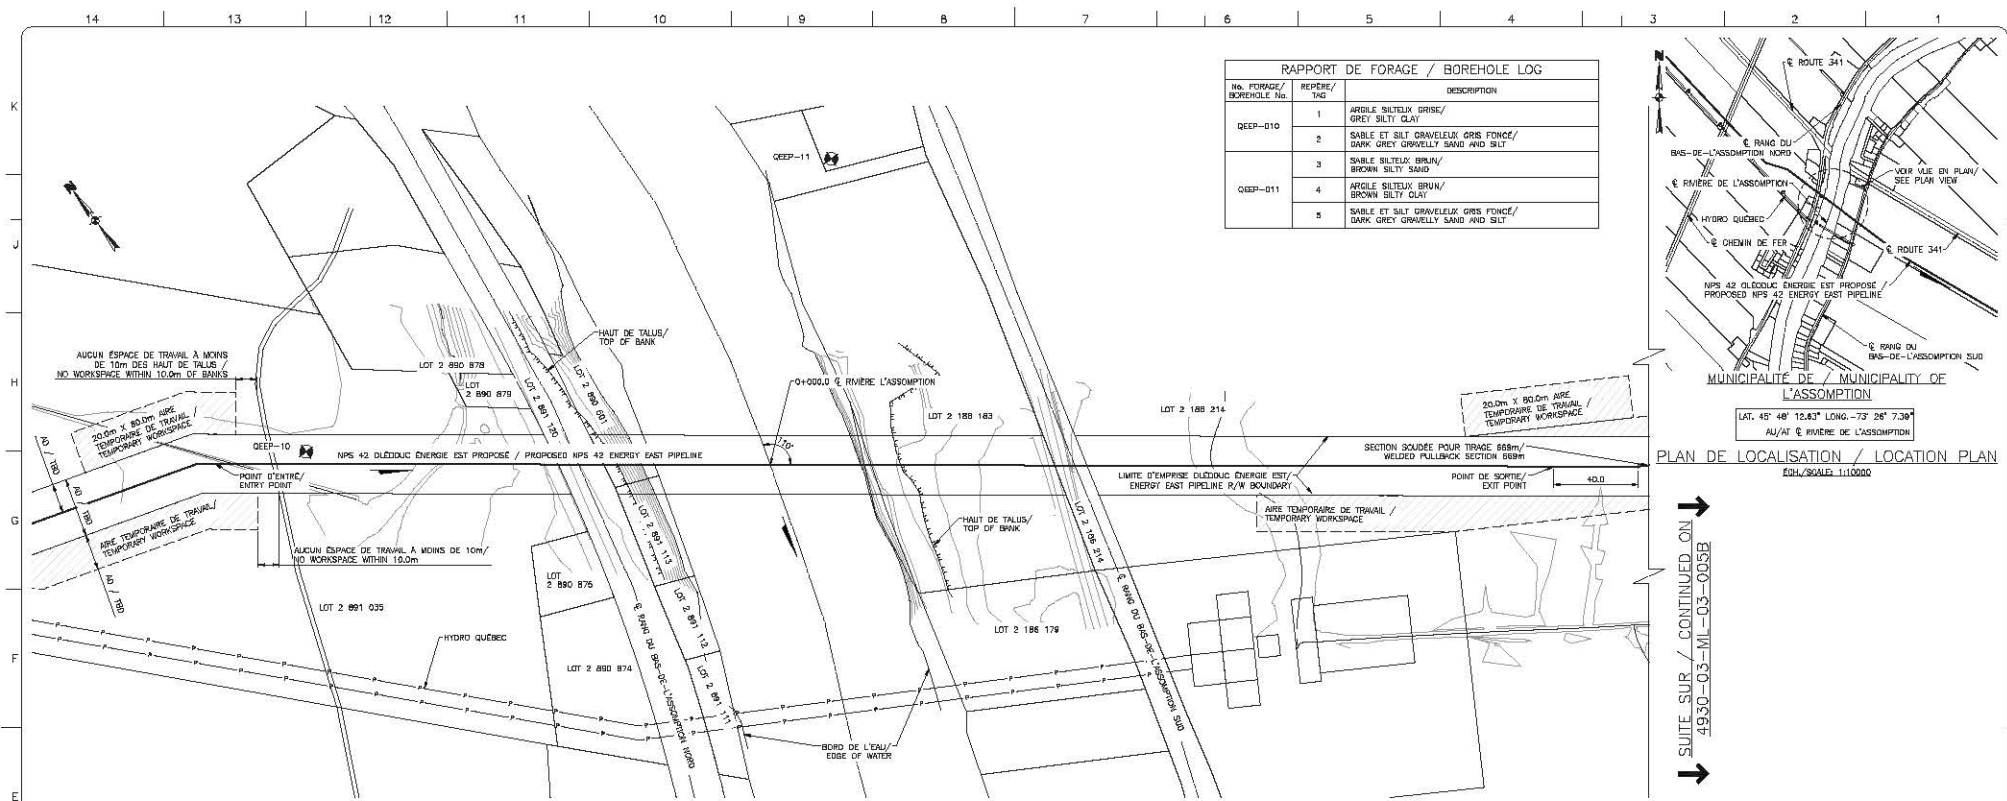 14 13 12 11 10 9 8 7 6 5 4 3 2 1
K
J
H
G
F
E
RAPPORT DE FORAGE / BOREHOLE LOG
No. FORAGE/
BOREHOLE No.
REPÈRE/
TAG
DESCRIPTION
QEEP-010
1
ARGILE SILTEUX GRISE/
GREY SILTY CLAY
2
SABLE ET SILT GRAVELEUX GRIS FONCÉ/
DARK GREY GRAVELLY SAND AND SILT
QEEP-011
3
SABLE SILTEUX BRUN/
BROWN SILTY SAND
4
ARGILE SILTEUX BRUN/
BROWN SILTY CLAY
5
SABLE ET SILT GRAVELEUX GRIS FONCÉ/
DARK GREY GRAVELLY SAND AND SILT
N
QEEP-11
AUCUN ÉSPACE DE TRAVAIL À MOINS
DE 10m DES HAUT DE TALUS /
NO WORKSPACE WITHIN 10.0m OF BANKS
20.0m X 80.0m AIRE
TEMPORAIRE DE TRAVAIL
TEMPORARY WORKSPACE
AD / TBD
AD / TBD
AD / TBD
QEEP-10
NPS 42 OLÉODUC ÉNERGIE EST PROPOSÉ / PROPOSED NPS 42 ENERGY EAST PIPELINE
POINT D'ENTRÉ/
ENTRY POINT
AIRE TEMPORAIRE DE TRAVAIL/
TEMPORARY WORKSPACE
AUCUN ÉSPACE DE TRAVAIL À MOINS DE 10m/
NO WORKSPACE WITHIN 10.0m
LOT 2 891 035
HYDRO QUÉBEC
LOT 2 890 878
LOT
2 890 879
LOT 2 891 120
LOT 2 890 601
HAUT DE TALUS/
TOP OF BANK
0+000.0 ℄ RIVIÈRE L'ASSOMPTION
110°
LOT
2 890 875
LOT 2 890 874
LOT 2 891 113
LOT 2 891 112
LOT 2 891 111
℄ RANG DU BAS-DE-L'ASSOMPTION NORD
BORD DE L'EAU/
EDGE OF WATER
LOT 2 188 183
HAUT DE TALUS/
TOP OF BANK
LOT 2 186 179
LOT 2 186 214
℄ RANG DU BAS-DE-L'ASSOMPTION SUD
LOT 2 186 214
LIMITE D'EMPRISE OLÉODUC ÉNERGIE EST/
ENERGY EAST PIPELINE R/W BOUNDARY
20.0m X 80.0m AIRE
TEMPORAIRE DE TRAVAIL
TEMPORARY WORKSPACE
SECTION SOUDÉE POUR TIRAGE 669m/
WELDED PULLBACK SECTION 669m
POINT DE SORTIE/
EXIT POINT
40.0
AIRE TEMPORAIRE DE TRAVAIL /
TEMPORARY WORKSPACE
N
℄ ROUTE 341
℄ RANG DU
BAS-DE-L'ASSOMPTION NORD
VOIR VUE EN PLAN/
SEE PLAN VIEW
℄ RIVIÈRE DE L'ASSOMPTION
HYDRO QUÉBEC
℄ CHEMIN DE FER
℄ ROUTE 341
NPS 42 OLÉODUC ÉNERGIE EST PROPOSÉ
PROPOSED NPS 42 ENERGY EAST PIPELINE
℄ RANG DU
BAS-DE-L'ASSOMPTION SUD
MUNICIPALITÉ DE / MUNICIPALITY OF
L'ASSOMPTION
LAT. 45° 48' 12.63" LONG.-73° 26' 7.39"
AU/AT ℄ RIVIÈRE DE L'ASSOMPTION
PLAN DE LOCALISATION / LOCATION PLAN
ÉCH./SCALE: 1:10000
SUITE SUR / CONTINUED ON
4930-03-ML-03-005B